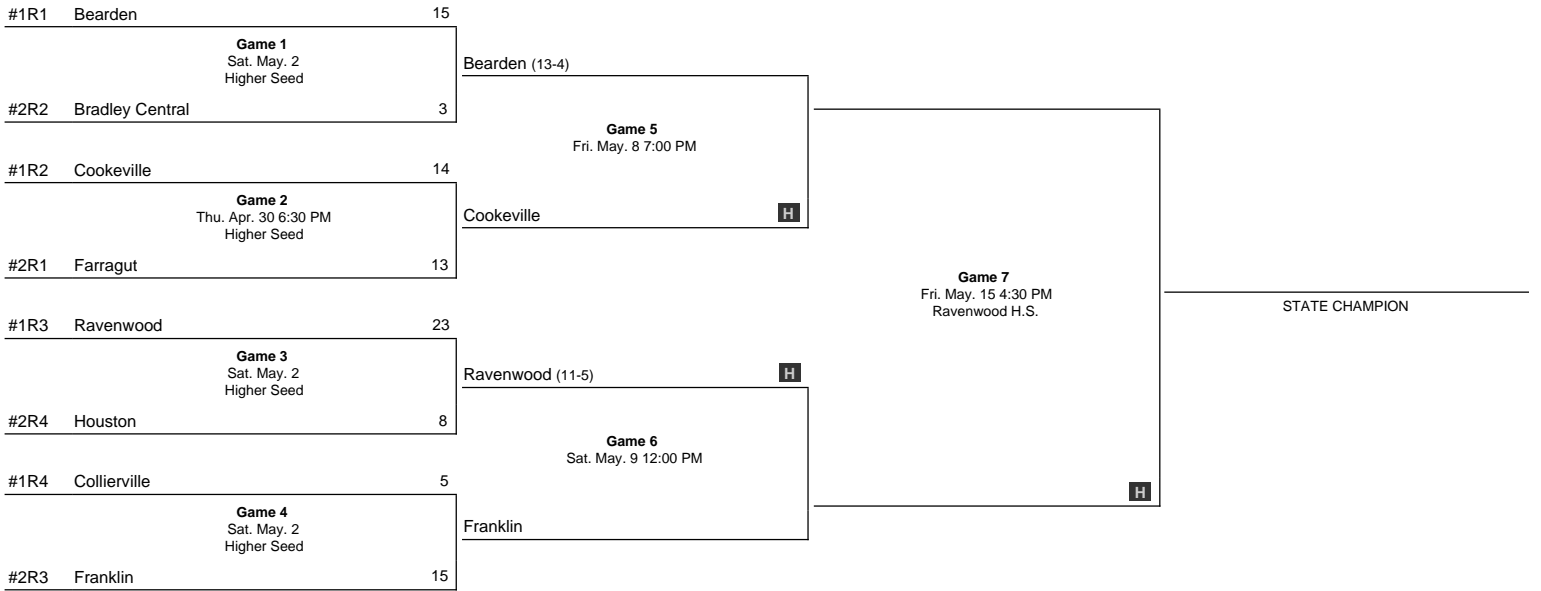 #1R1 Bearden 15
Game 1
Sat. May. 2
Higher Seed
#2R2 Bradley Central 3
#1R2 Cookeville 14
Game 2
Thu. Apr. 30 6:30 PM
Higher Seed
#2R1 Farragut 13
#1R3 Ravenwood 23
Game 3
Sat. May. 2
Higher Seed
#2R4 Houston 8
#1R4 Collierville 5
Game 4
Sat. May. 2
Higher Seed
#2R3 Franklin 15
Bearden (13-4)
Game 5
Fri. May. 8 7:00 PM
Cookeville H
Ravenwood (11-5) H
Game 6
Sat. May. 9 12:00 PM
Franklin
Game 7
Fri. May. 15 4:30 PM
Ravenwood H.S.
H
STATE CHAMPION